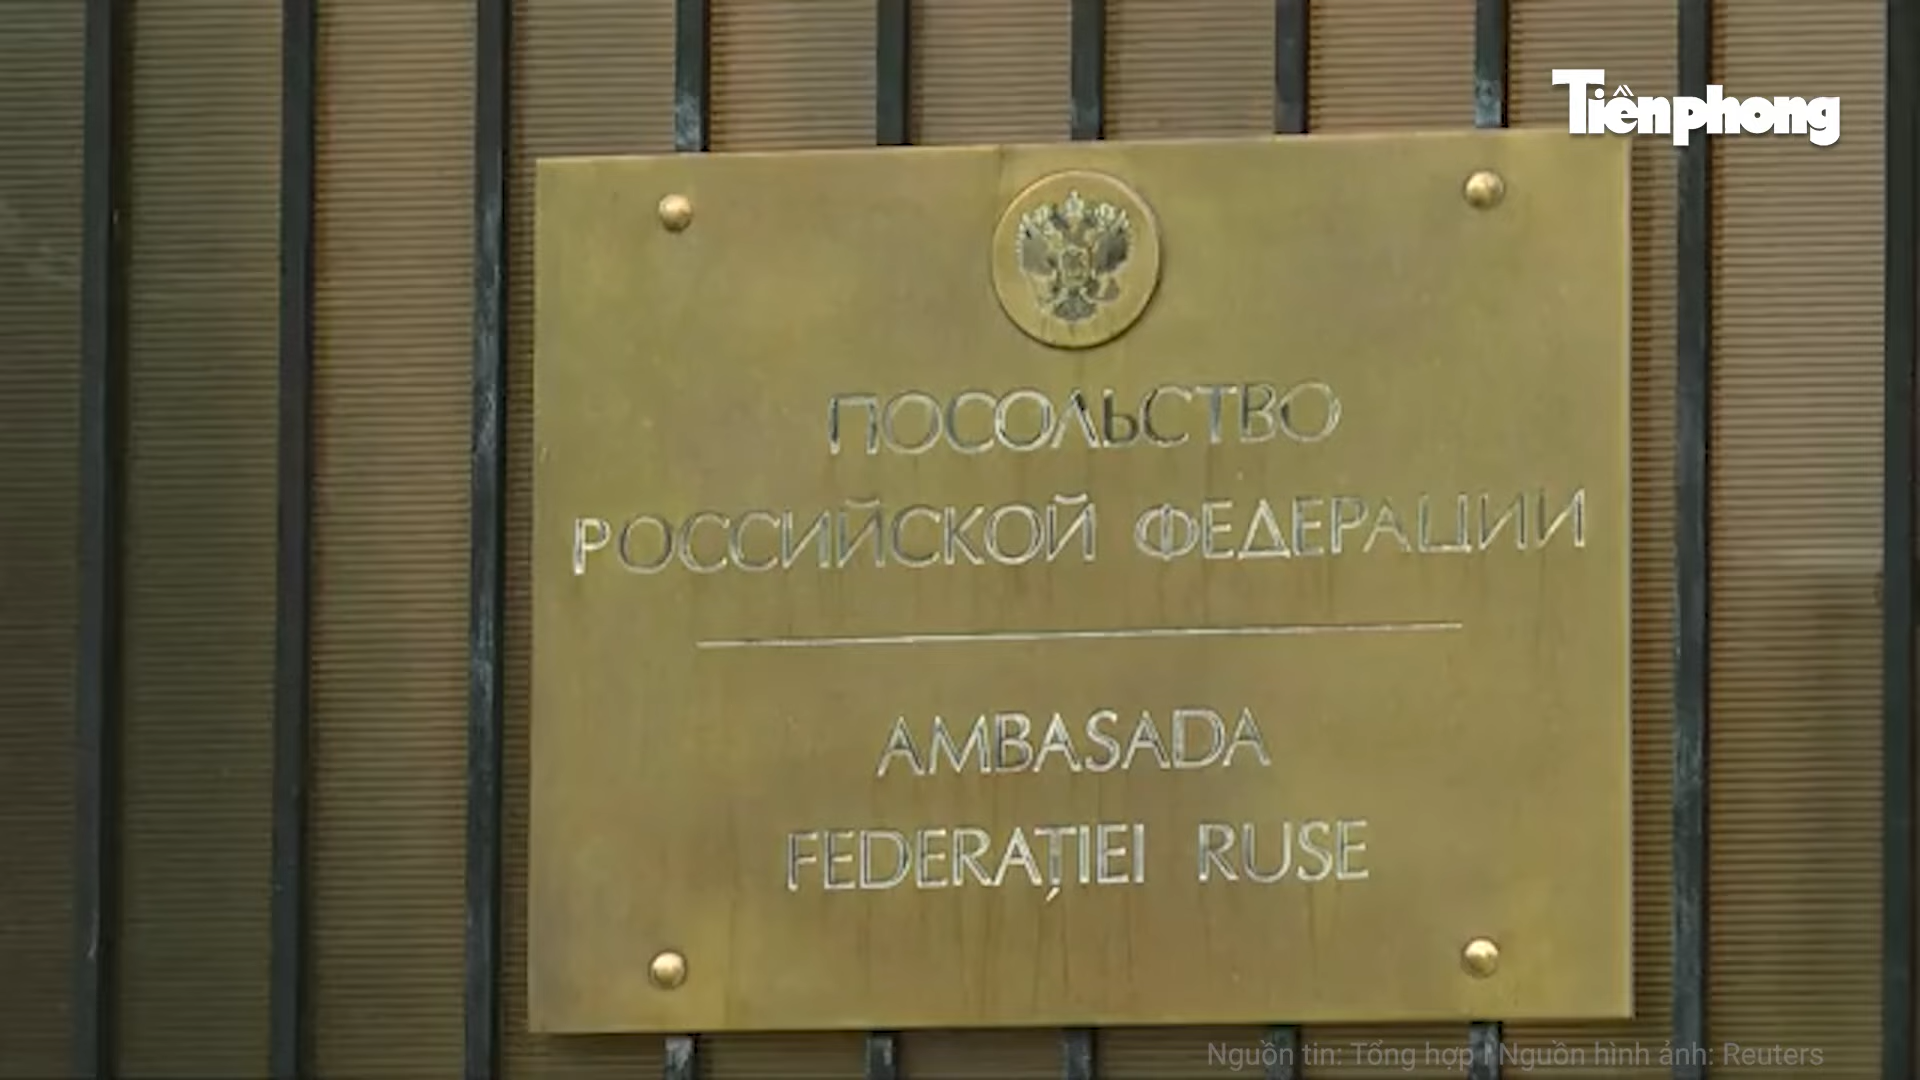 Tiềnphong
ПОСОЛЬСТВО
РОССИЙСКОЙ ФЕДЕРАЦИИ
AMBASADA
FEDERAȚIEI RUSE
Nguồn tin: Tổng hợp | Nguồn hình ảnh: Reuters